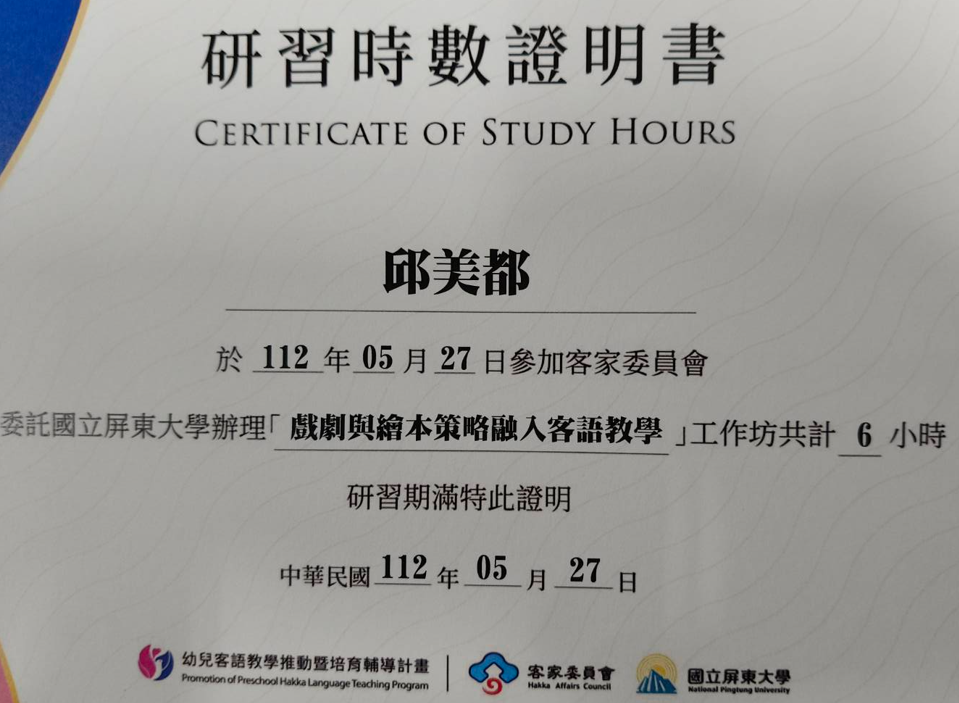 研習時數證明書
CERTIFICATE OF STUDY HOURS
邱美都
於 112 年 05 月 27 日參加客家委員會
委託國立屏東大學辦理「戲劇與繪本策略融入客語教學」工作坊共計 6 小時
研習期滿特此證明
中華民國 112 年 05 月 27 日
幼兒客語教學推動暨培育輔導計畫
Promotion of Preschool Hakka Language Teaching Program
客家委員會
Hakka Affairs Council
國立屏東大學
National Pingtung University